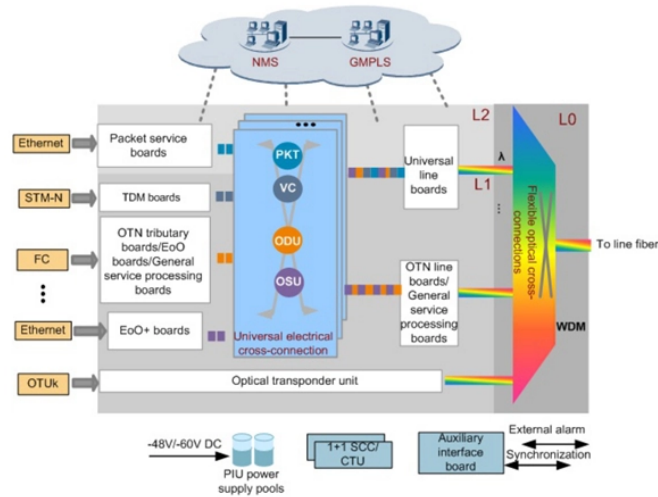 NMS
GMPLS
L2
L0
Ethernet
Packet service
boards
PKT
Universal
line
boards
λ
L1
STM-N
TDM boards
VC
FC
OTN tributary
boards/EoO
boards/General
service processing
boards
ODU
Flexible optical cross-
connections
To line fiber
OSU
OTN line
boards/
General
service
processing
boards
Ethernet
EoO+ boards
Universal electrical
cross-connection
WDM
OTUk
Optical transponder unit
-48V/-60V DC
PIU power
supply pools
1+1 SCC/
CTU
Auxiliary
interface
board
External alarm
Synchronization